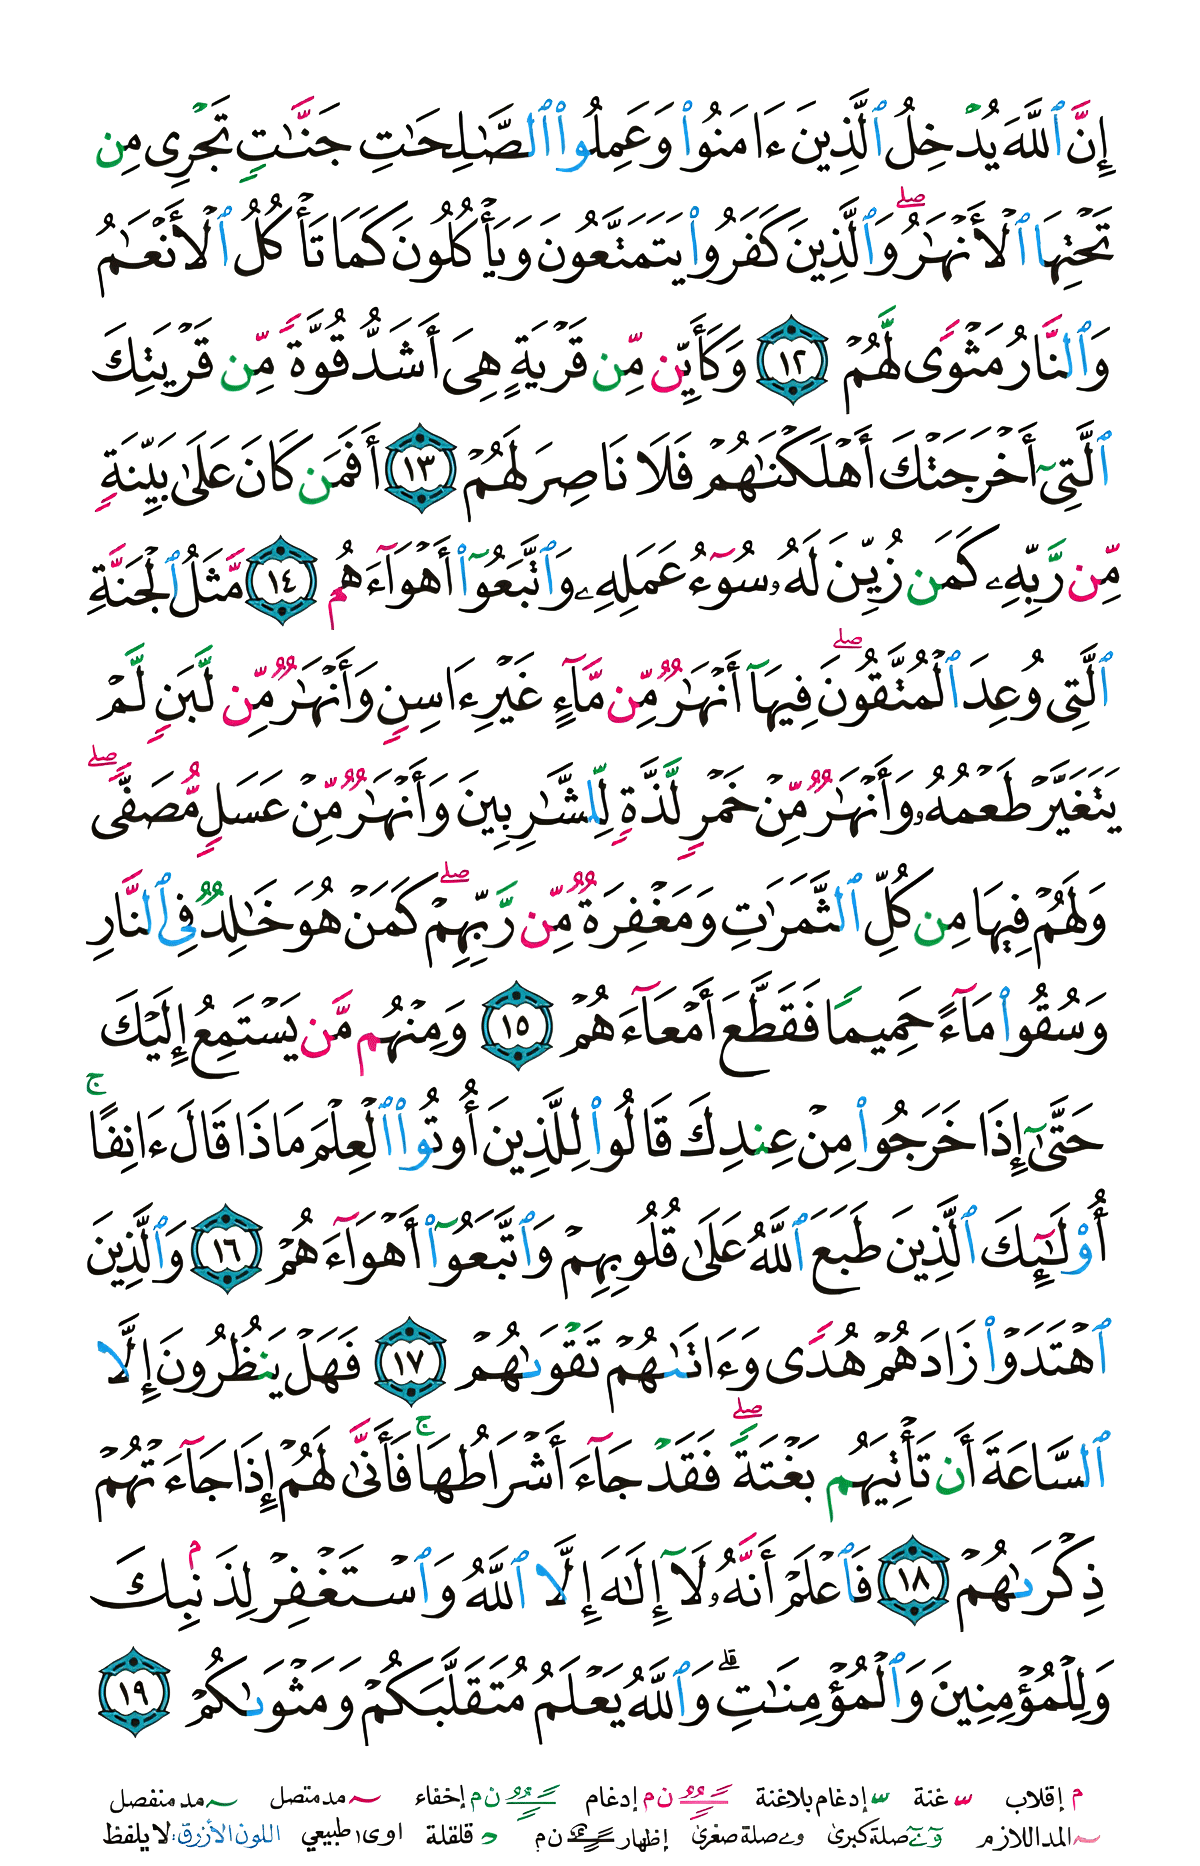 إِنَّ ٱللَّهَ يُدْخِلُ ٱلَّذِينَ ءَامَنُوا۟ وَعَمِلُوا۟ ٱلصَّـٰلِحَـٰتِ جَنَّـٰتٍ تَجْرِى مِن
تَحْتِهَا ٱلْأَنْهَـٰرُ ۖ وَٱلَّذِينَ كَفَرُوا۟ يَتَمَتَّعُونَ وَيَأْكُلُونَ كَمَا تَأْكُلُ ٱلْأَنْعَـٰمُ
وَٱلنَّارُ مَثْوًى لَّهُمْ ١٢ وَكَأَيِّن مِّن قَرْيَةٍ هِىَ أَشَدُّ قُوَّةً مِّن قَرْيَتِكَ
ٱلَّتِىٓ أَخْرَجَتْكَ أَهْلَكْنَـٰهُمْ فَلَا نَاصِرَ لَهُمْ ١٣ أَفَمَن كَانَ عَلَىٰ بَيِّنَةٍ
مِّن رَّبِّهِۦ كَمَن زُيِّنَ لَهُۥ سُوٓءُ عَمَلِهِۦ وَٱتَّبَعُوٓا۟ أَهْوَآءَهُم ١٤ مَّثَلُ ٱلْجَنَّةِ
ٱلَّتِى وُعِدَ ٱلْمُتَّقُونَ ۖ فِيهَآ أَنْهَـٰرٌ مِّن مَّآءٍ غَيْرِ ءَاسِنٍ وَأَنْهَـٰرٌ مِّن لَّبَنٍ لَّمْ
يَتَغَيَّرْ طَعْمُهُۥ وَأَنْهَـٰرٌ مِّنْ خَمْرٍ لَّذَّةٍ لِّلشَّـٰرِبِينَ وَأَنْهَـٰرٌ مِّنْ عَسَلٍ مُّصَفًّى ۖ
وَلَهُمْ فِيهَا مِن كُلِّ ٱلثَّمَرَٰتِ وَمَغْفِرَةٌ مِّن رَّبِّهِمْ ۖ كَمَنْ هُوَ خَـٰلِدٌ فِى ٱلنَّارِ
وَسُقُوا۟ مَآءً حَمِيمًا فَقَطَّعَ أَمْعَآءَهُمْ ١٥ وَمِنْهُم مَّن يَسْتَمِعُ إِلَيْكَ
حَتَّىٰٓ إِذَا خَرَجُوا۟ مِنْ عِندِكَ قَالُوا۟ لِلَّذِينَ أُوتُوا۟ ٱلْعِلْمَ مَاذَا قَالَ ءَانِفًا ۚ
أُو۟لَـٰٓئِكَ ٱلَّذِينَ طَبَعَ ٱللَّهُ عَلَىٰ قُلُوبِهِمْ وَٱتَّبَعُوٓا۟ أَهْوَآءَهُمْ ١٦ وَٱلَّذِينَ
ٱهْتَدَوْا۟ زَادَهُمْ هُدًى وَءَاتَىٰهُمْ تَقْوَىٰهُمْ ١٧ فَهَلْ يَنظُرُونَ إِلَّا
ٱلسَّاعَةَ أَن تَأْتِيَهُم بَغْتَةً ۖ فَقَدْ جَآءَ أَشْرَاطُهَا ۚ فَأَنَّىٰ لَهُمْ إِذَا جَآءَتْهُمْ
ذِكْرَىٰهُمْ ١٨ فَٱعْلَمْ أَنَّهُۥ لَآ إِلَـٰهَ إِلَّا ٱللَّهُ وَٱسْتَغْفِرْ لِذَنۢبِكَ
وَلِلْمُؤْمِنِينَ وَٱلْمُؤْمِنَـٰتِ ۗ وَٱللَّهُ يَعْلَمُ مُتَقَلَّبَكُمْ وَمَثْوَىٰكُمْ ١٩
م إقلاب غنة إدغام بلاغنة ن م إدغام ن م إخفاء مد متصل مد منفصل
المد اللازم صلة كبرى وے صلة صغرى إظهار ن م قلقلة اوى١ طبيعي اللون الأزرق: لا يلفظ